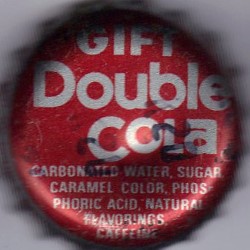 GIFT
Double
cola
CARBONATED WATER, SUGAR
CARAMEL COLOR, PHOS-
PHORIC ACID, NATURAL
FLAVORINGS
CAFFEINE